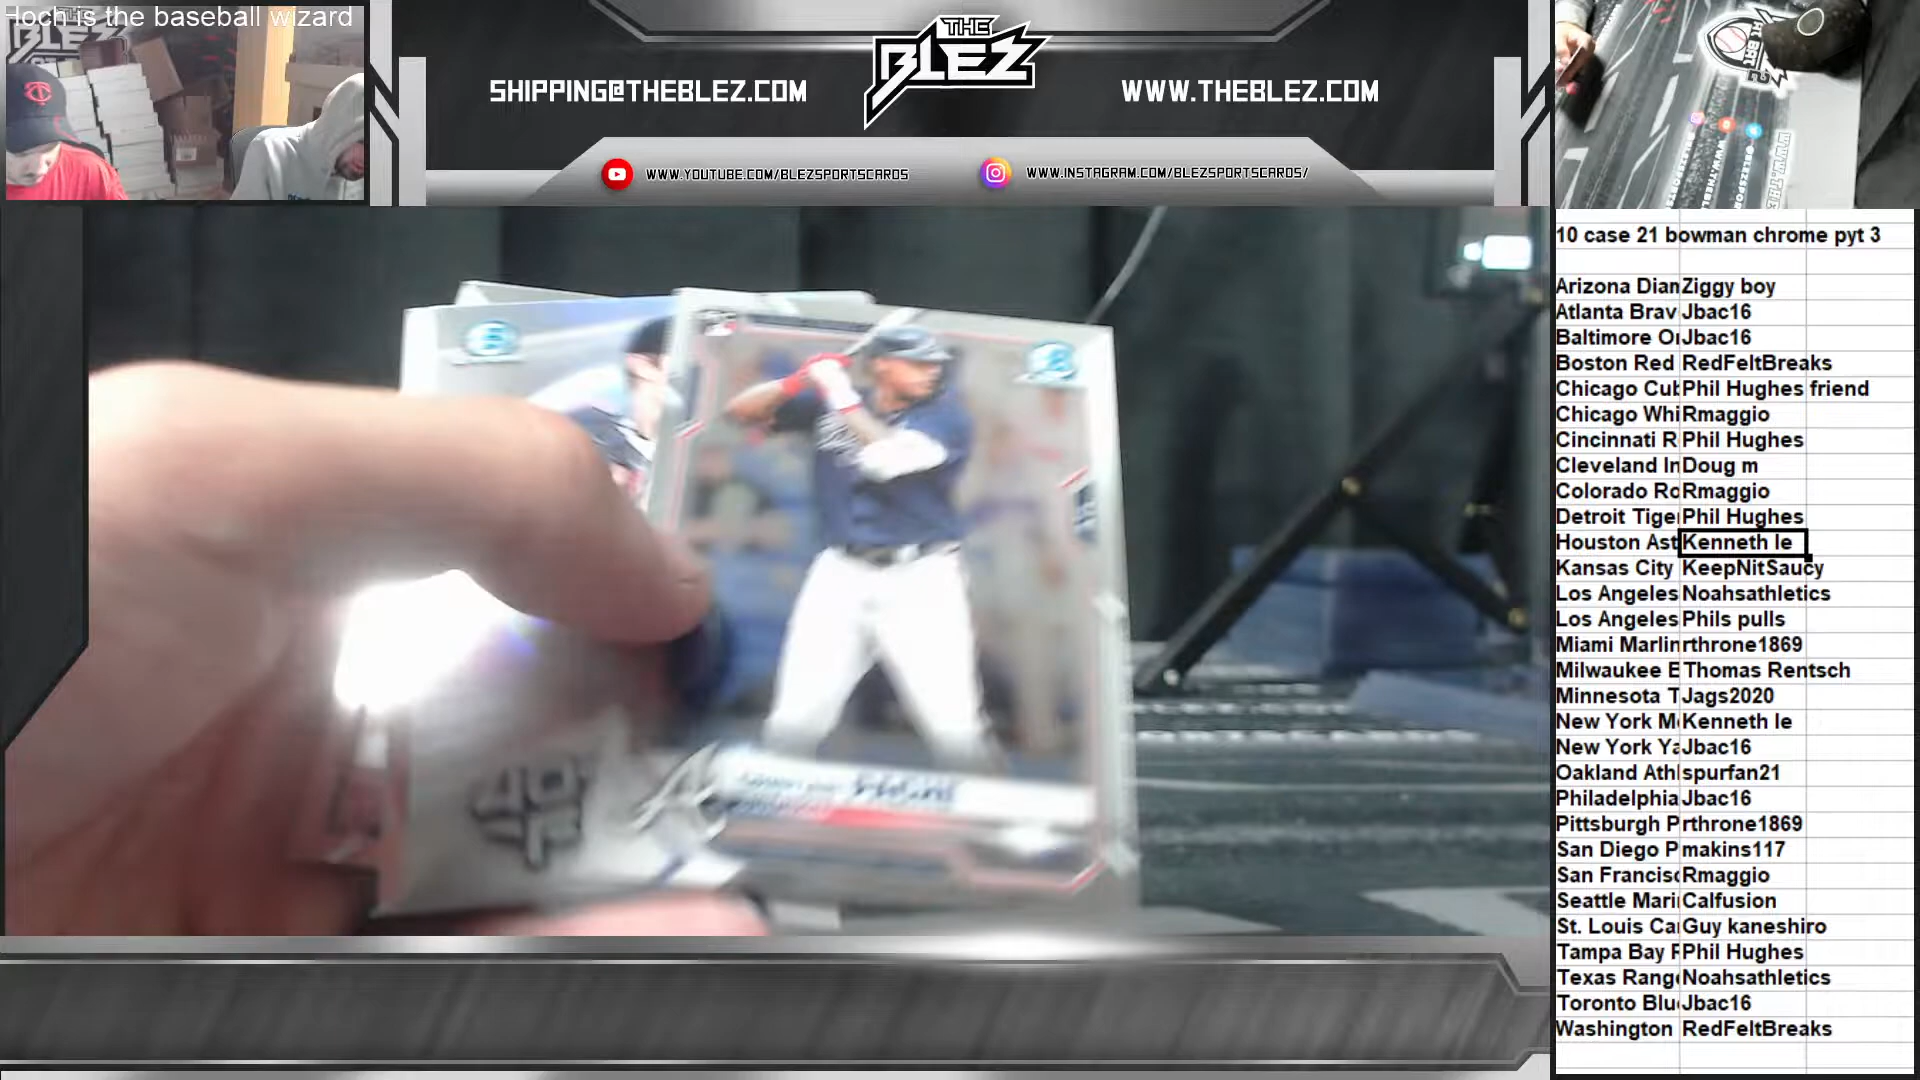 Hoch is the baseball wizard
THE
BLEZ
SHIPPING@THEBLEZ.COM
WWW.THEBLEZ.COM
WWW.YOUTUBE.COM/BLEZSPORTSCARDS
WWW.INSTAGRAM.COM/BLEZSPORTSCARDS/
10 case 21 bowman chrome pyt 3
Arizona Diam Ziggy boy
Atlanta Brav Jbac16
Baltimore Or Jbac16
Boston Red RedFeltBreaks
Chicago Cub Phil Hughes friend
Chicago Whi Rmaggio
Cincinnati R Phil Hughes
Cleveland In Doug m
Colorado Ro Rmaggio
Detroit Tige Phil Hughes
Houston Ast Kenneth le
Kansas City KeepNitSaucy
Los Angeles Noahsathletics
Los Angeles Phils pulls
Miami Marlin rthrone1869
Milwaukee B Thomas Rentsch
Minnesota T Jags2020
New York M Kenneth le
New York Ya Jbac16
Oakland Ath spurfan21
Philadelphia Jbac16
Pittsburgh P rthrone1869
San Diego P makins117
San Francisc Rmaggio
Seattle Mari Calfusion
St. Louis Car Guy kaneshiro
Tampa Bay R Phil Hughes
Texas Range Noahsathletics
Toronto Blu Jbac16
Washington RedFeltBreaks